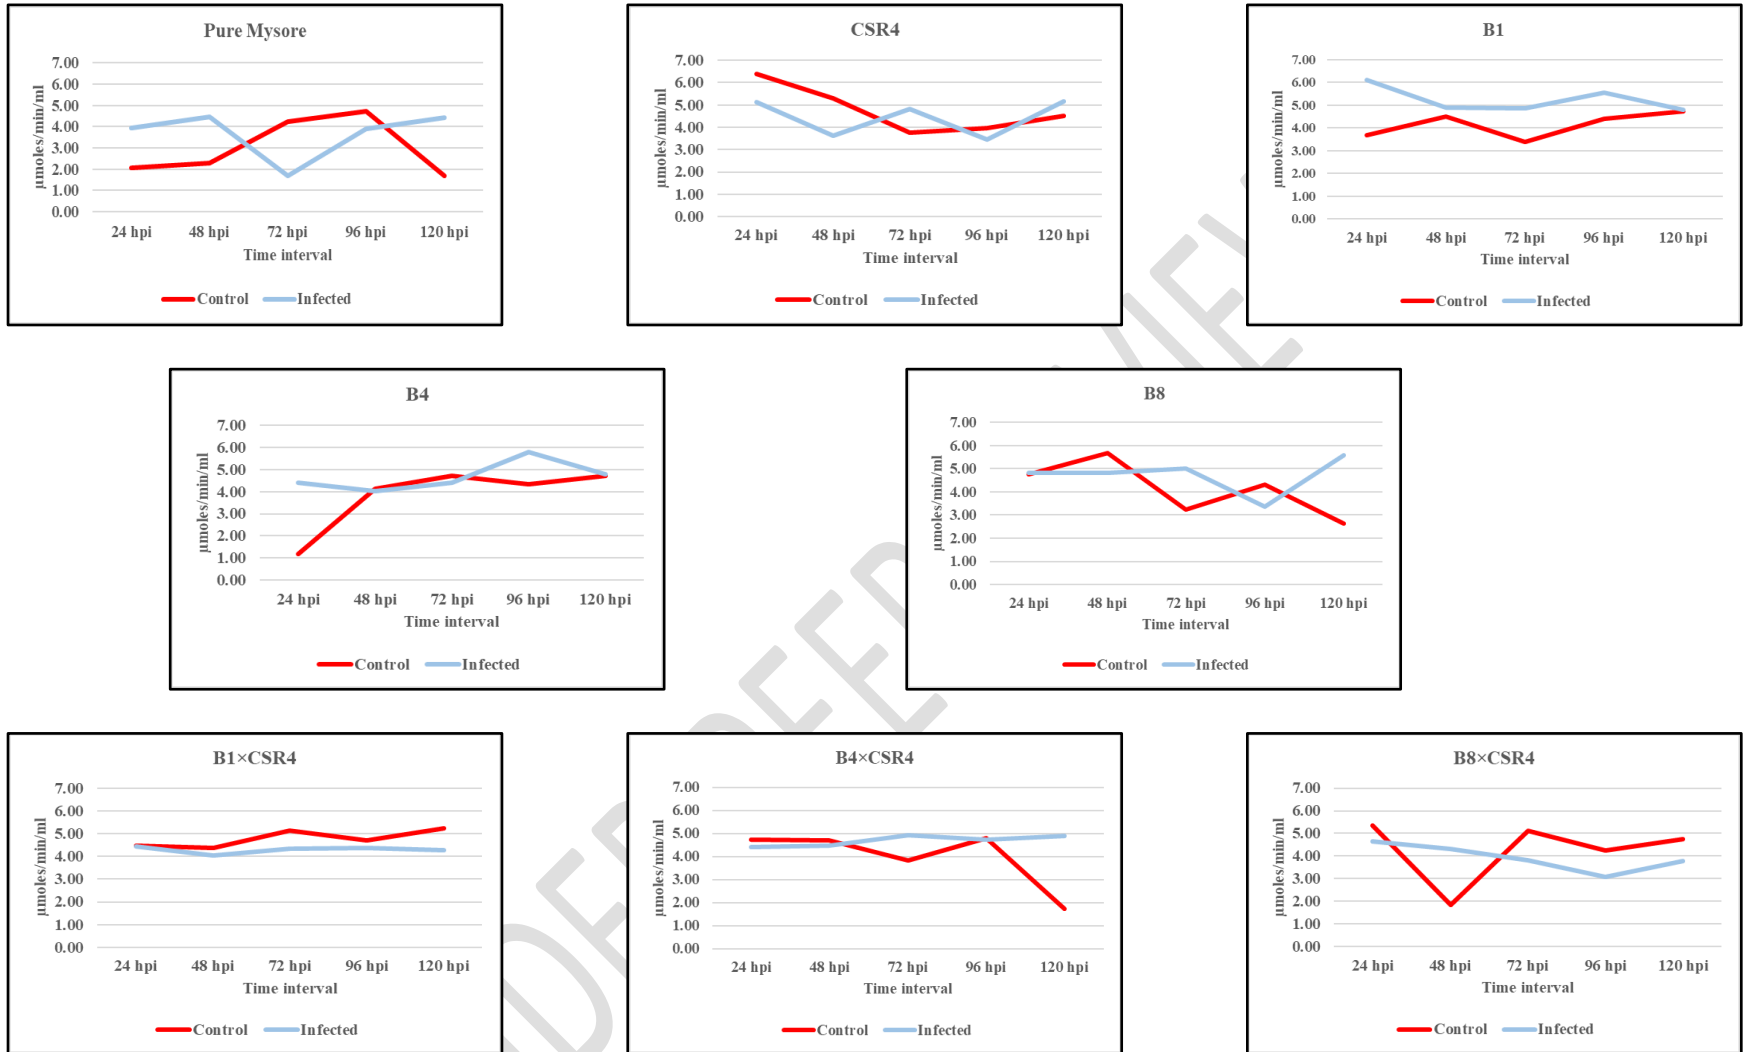 Pure Mysore
µmoles/min/ml
7.00
6.00
5.00
4.00
3.00
2.00
1.00
0.00
24 hpi 48 hpi 72 hpi 96 hpi 120 hpi
Time interval
Control Infected
CSR4
µmoles/min/ml
7.00
6.00
5.00
4.00
3.00
2.00
1.00
0.00
24 hpi 48 hpi 72 hpi 96 hpi 120 hpi
Time interval
Control Infected
B1
µmoles/min/ml
7.00
6.00
5.00
4.00
3.00
2.00
1.00
0.00
24 hpi 48 hpi 72 hpi 96 hpi 120 hpi
Time interval
Control Infected
B4
µmoles/min/ml
7.00
6.00
5.00
4.00
3.00
2.00
1.00
0.00
24 hpi 48 hpi 72 hpi 96 hpi 120 hpi
Time interval
Control Infected
B8
µmoles/min/ml
7.00
6.00
5.00
4.00
3.00
2.00
1.00
0.00
24 hpi 48 hpi 72 hpi 96 hpi 120 hpi
Time interval
Control Infected
B1×CSR4
µmoles/min/ml
7.00
6.00
5.00
4.00
3.00
2.00
1.00
0.00
24 hpi 48 hpi 72 hpi 96 hpi 120 hpi
Time interval
Control Infected
B4×CSR4
µmoles/min/ml
7.00
6.00
5.00
4.00
3.00
2.00
1.00
0.00
24 hpi 48 hpi 72 hpi 96 hpi 120 hpi
Time interval
Control Infected
B8×CSR4
µmoles/min/ml
7.00
6.00
5.00
4.00
3.00
2.00
1.00
0.00
24 hpi 48 hpi 72 hpi 96 hpi 120 hpi
Time interval
Control Infected